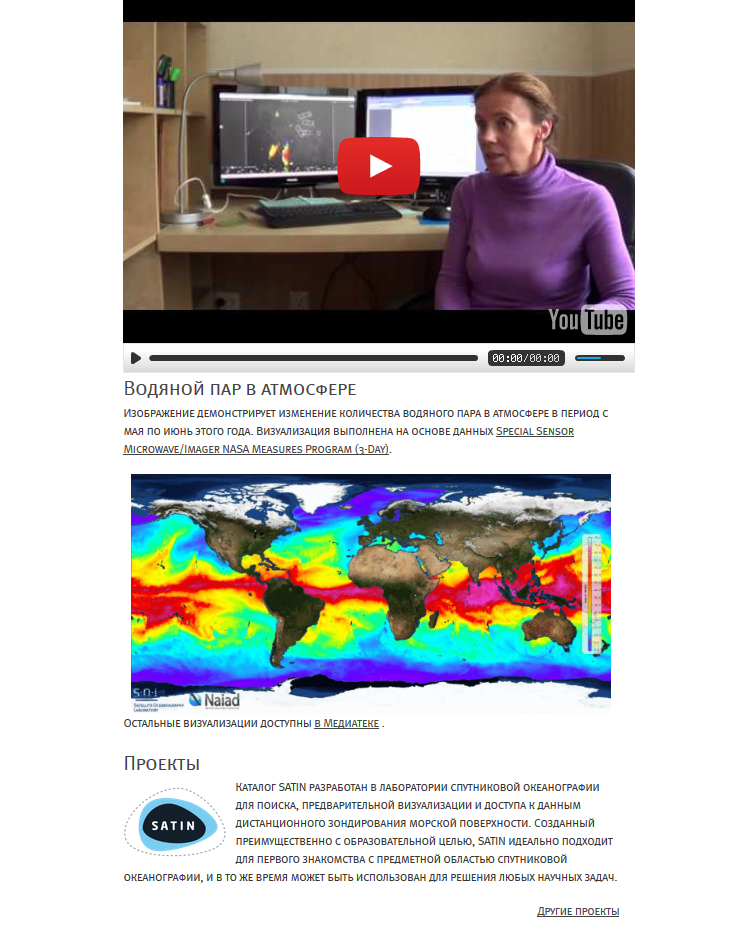 YouTube
00:00/00:00
Водяной пар в атмосфере
Изображение демонстрирует изменение количества водяного пара в атмосфере в период с
мая по июнь этого года. Визуализация выполнена на основе данных Special Sensor
Microwave/Imager NASA Measures Program (3-Day).
S·O·L
Satellite Oceanography
Laboratory
Naiad
Остальные визуализации доступны в Медиатеке .
Проекты
SATIN
Каталог SATIN разработан в лаборатории спутниковой океанографии
для поиска, предварительной визуализации и доступа к данным
дистанционного зондирования морской поверхности. Созданный
преимущественно с образовательной целью, SATIN идеально подходит
для первого знакомства с предметной областью спутниковой
океанографии, и в то же время может быть использован для решения любых научных задач.
Другие проекты